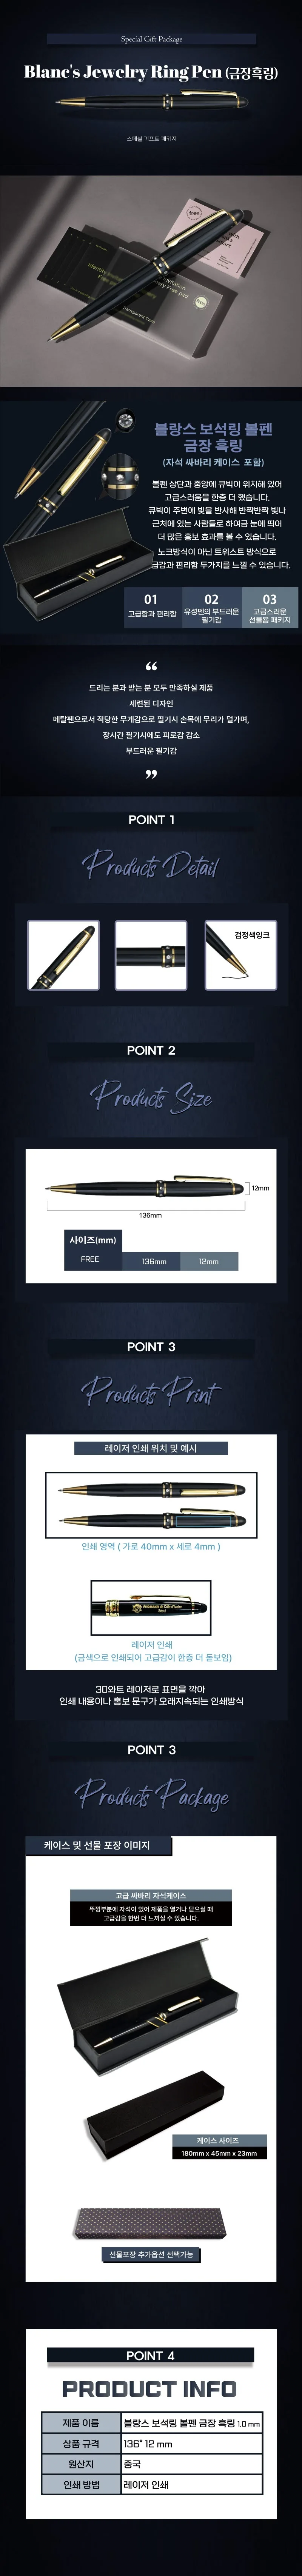 Special Gift Package
Blanc's Jewelry Ring Pen (금장흑링)
스페셜 기프트 패키지
블랑스 보석링 볼펜
금장 흑링
(자석 싸바리 케이스 포함)
볼펜 상단과 중앙에 큐빅이 위치해 있어
고급스러움을 한층 더 했습니다.
큐빅이 주변에 빛을 반사해 반짝반짝 빛나
근처에 있는 사람들로 하여금 눈에 띄어
더 많은 홍보 효과를 볼 수 있습니다.
노크방식이 아닌 트위스트 방식으로
급감과 편리함 두가지를 느낄 수 있습니다.
01
고급함과 편리함
02
유성펜의 부드러운
필기감
03
고급스러운
선물용 패키지
“
드리는 분과 받는 분 모두 만족하실 제품
세련된 디자인
메탈펜으로서 적당한 무게감으로 필기시 손목에 무리가 덜가며,
장시간 필기시에도 피로감 감소
부드러운 필기감
”
POINT 1
Products Detail
검정색잉크
POINT 2
Products Size
12mm
136mm
사이즈(mm)
FREE 136mm 12mm
POINT 3
Products Print
레이저 인쇄 위치 및 예시
인쇄 영역 ( 가로 40mm x 세로 4mm )
레이저 인쇄
(금색으로 인쇄되어 고급감이 한층 더 돋보임)
30와트 레이저로 표면을 깍아
인쇄 내용이나 홍보 문구가 오래지속되는 인쇄방식
POINT 3
Products Package
케이스 및 선물 포장 이미지
고급 싸바리 자석케이스
뚜껑부분에 자석이 있어 제품을 열거나 닫으실 때
고급감을 한번 더 느끼실 수 있습니다.
케이스 사이즈
180mm x 45mm x 23mm
선물포장 추가옵션 선택가능
POINT 4
PRODUCT INFO
제품 이름 블랑스 보석링 볼펜 금장 흑링 1.0 mm
상품 규격 136* 12 mm
원산지 중국
인쇄 방법 레이저 인쇄